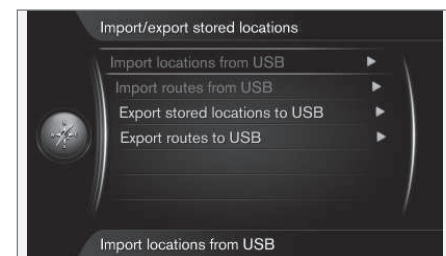 Import/export stored locations
Import locations from USB
Import routes from USB
Export stored locations to USB
Export routes to USB
Import locations from USB